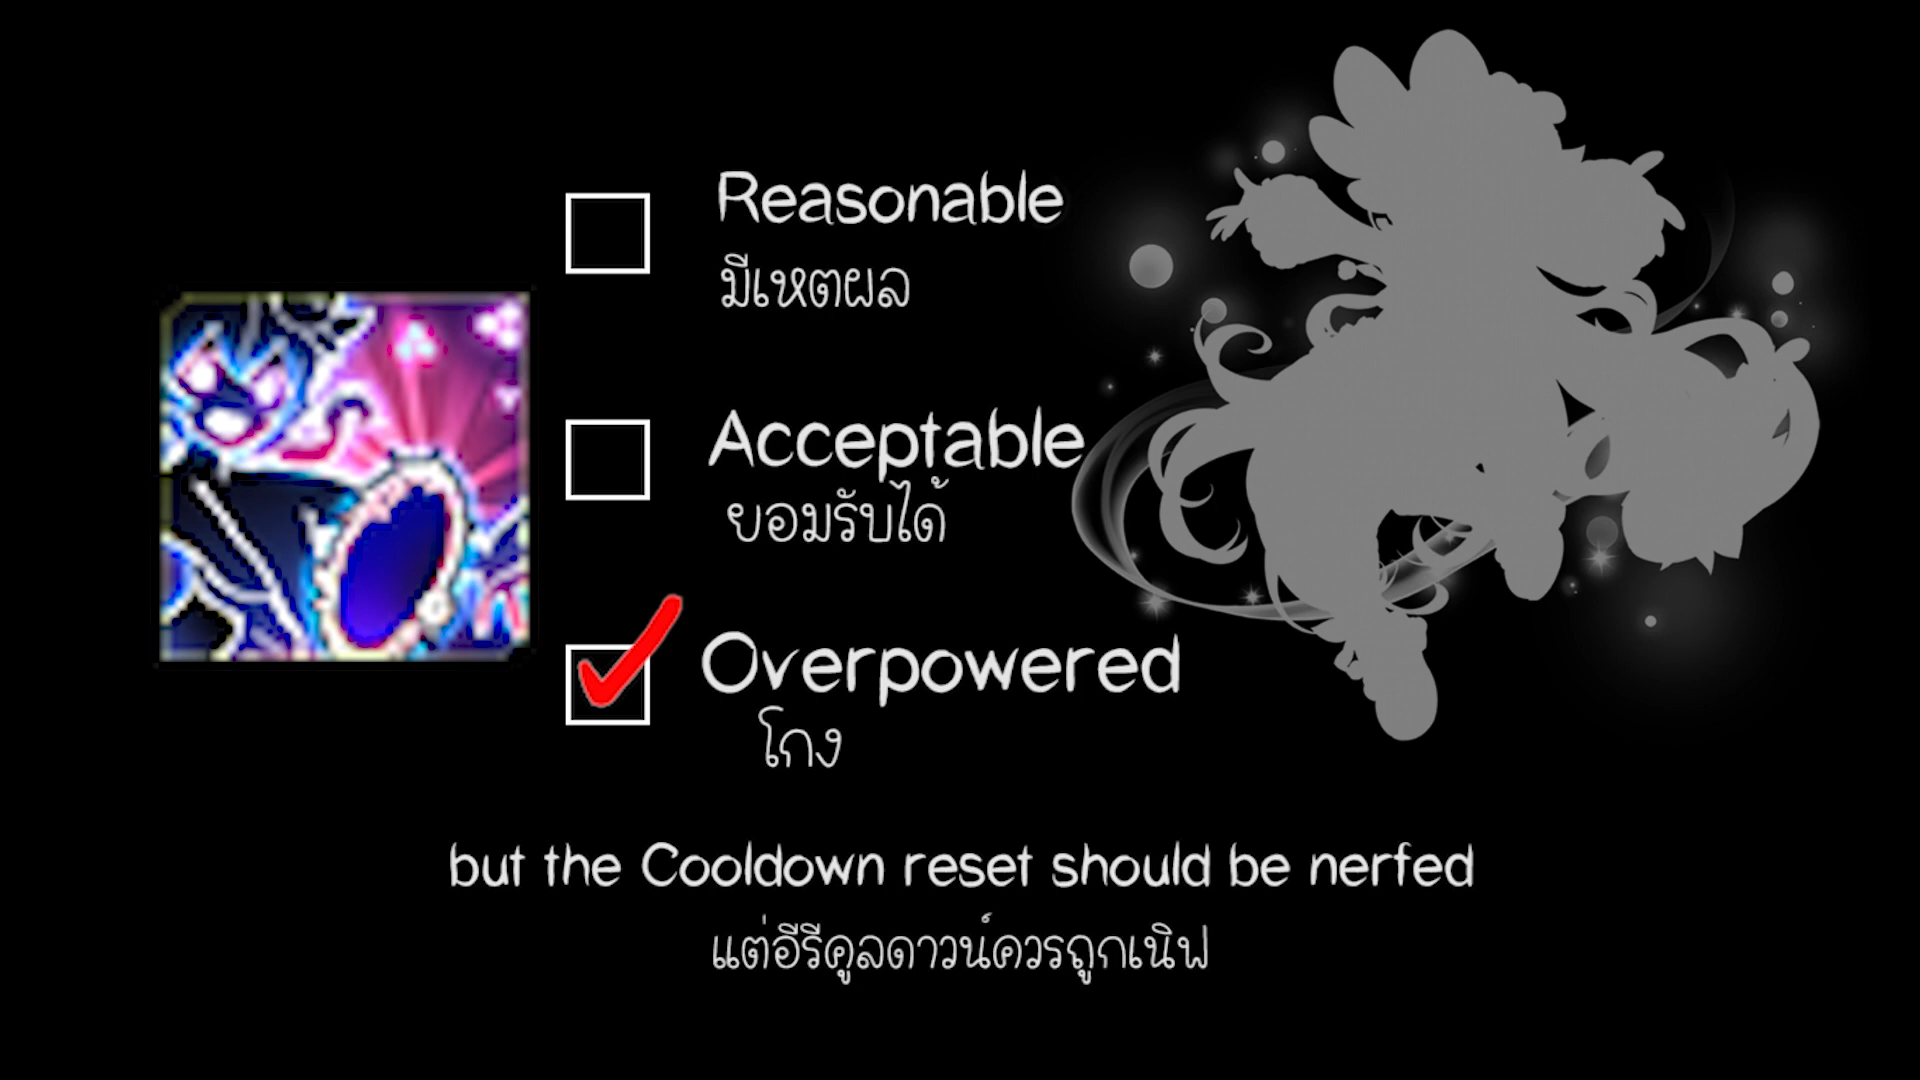 Reasonable
มีเหตุผล
Acceptable
ยอมรับได้
Overpowered
โกง
but the Cooldown reset should be nerfed
แต่อีรีคูลดาวน์ควรถูกเนิฟ